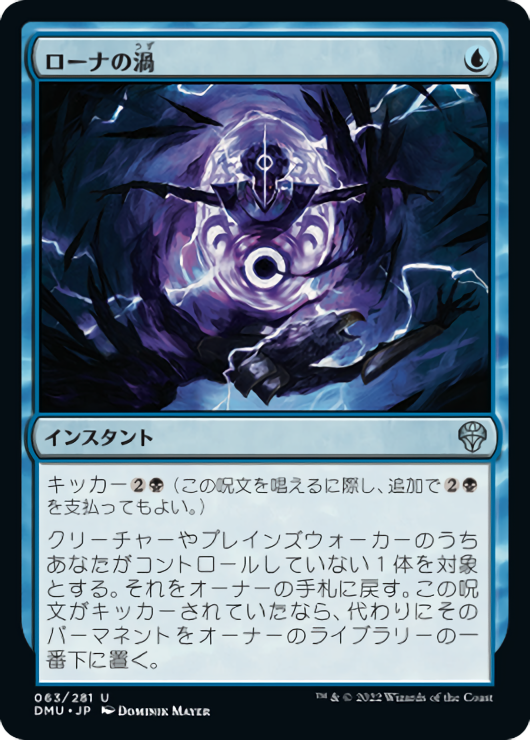 ローナの渦
うず
インスタント
キッカー2(この呪文を唱えるに際し、追加で2
を支払ってもよい。)
クリーチャーやプレインズウォーカーのうち
あなたがコントロールしていない1体を対象
とする。それをオーナーの手札に戻す。この呪
文がキッカーされていたなら、代わりにその
パーマネントをオーナーのライブラリーの一
番下に置く。
063/281 U
DMU・JP DOMINIK MAYER
™ & © 2022 Wizards of the Coast